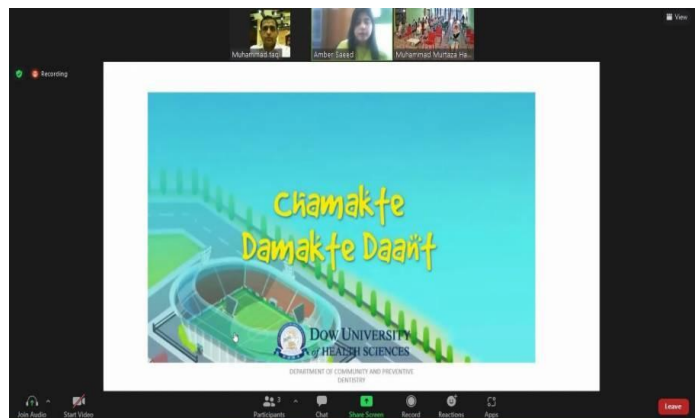 View
Muhammad taqi
Amber Saeed
Muhammad Murtaza Ha...
Recording
Chamakte
Damakte Daant
DOW UNIVERSITY
of HEALTH SCIENCES
DEPARTMENT OF COMMUNITY AND PREVENTIVE
DENTISTRY
Join Audio
Start Video
Participants
3
Chat
Share Screen
Record
Reactions
Apps
Leave